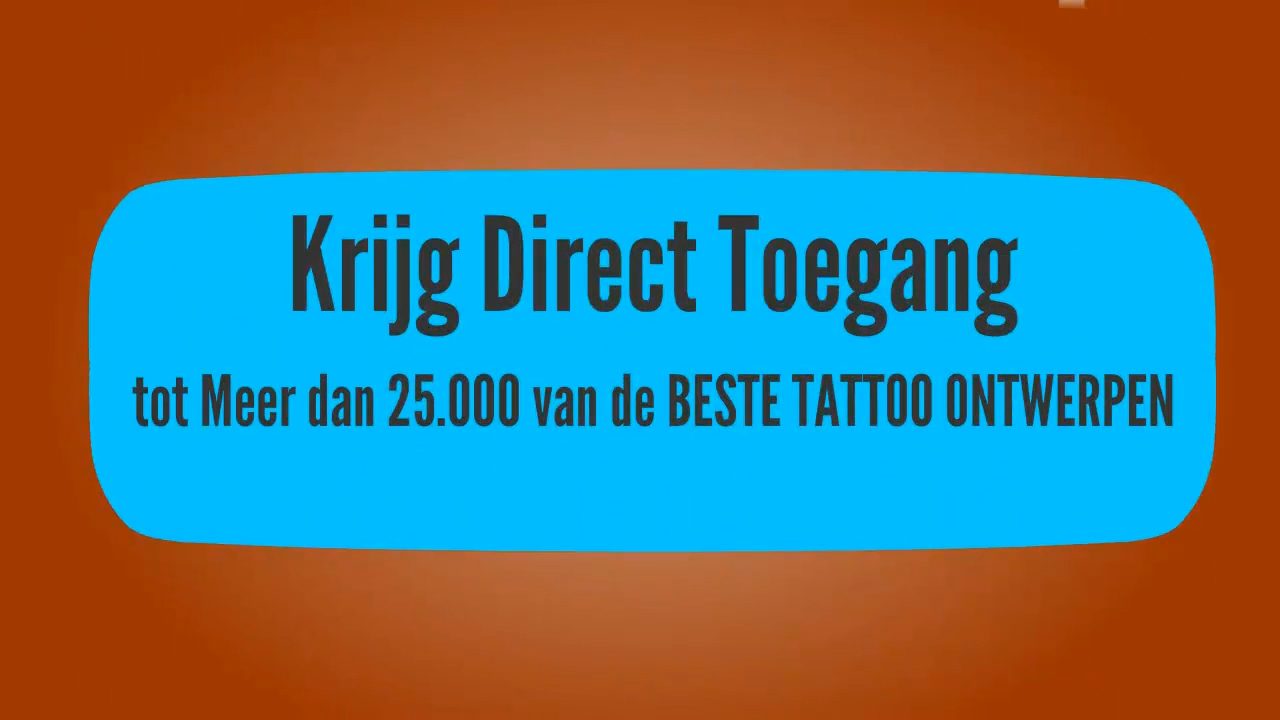 Krijg Direct Toegang
tot Meer dan 25.000 van de BESTE TATTOO ONTWERPEN